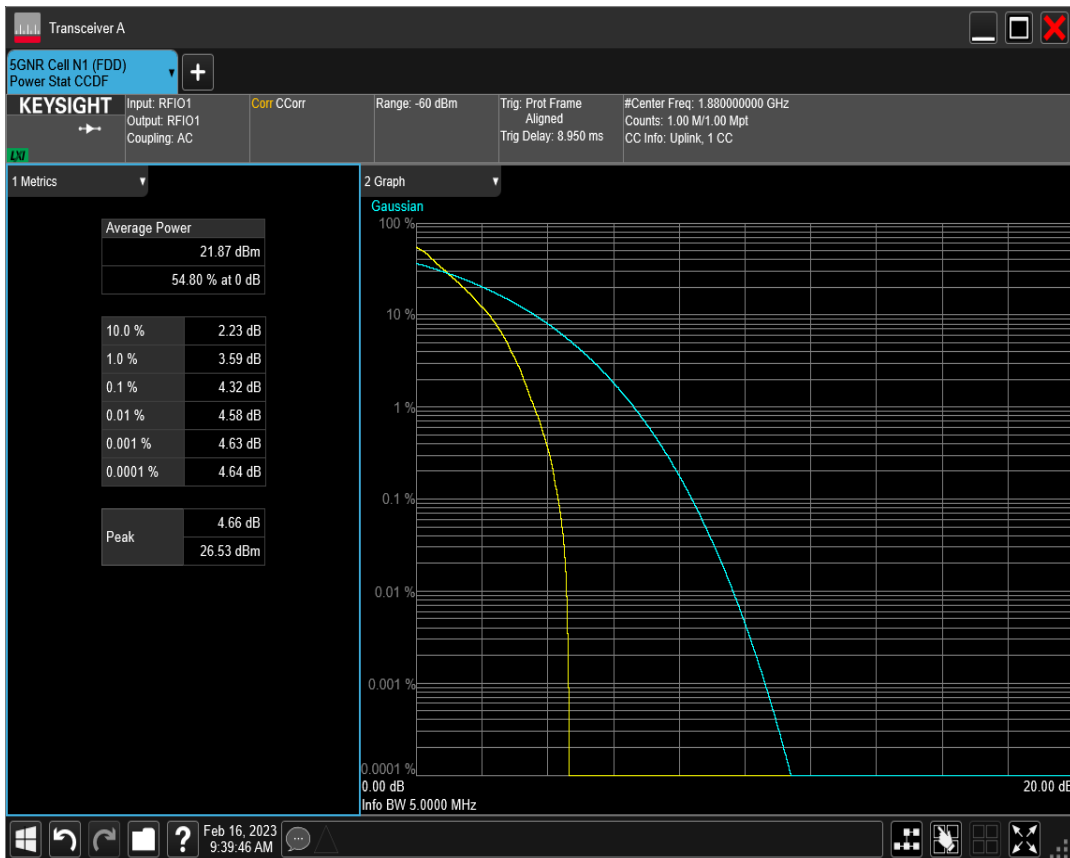 Transceiver A
5GNR Cell N1 (FDD)
Power Stat CCDF
KEYSIGHT
LXI
Input: RFIO1
Output: RFIO1
Coupling: AC
Corr CCorr
Range: -60 dBm
Trig: Prot Frame
Aligned
Trig Delay: 8.950 ms
#Center Freq: 1.880000000 GHz
Counts: 1.00 M/1.00 Mpt
CC Info: Uplink, 1 CC
1 Metrics
Average Power
21.87 dBm
54.80 % at 0 dB
10.0 % 2.23 dB
1.0 % 3.59 dB
0.1 % 4.32 dB
0.01 % 4.58 dB
0.001 % 4.63 dB
0.0001 % 4.64 dB
Peak 4.66 dB
26.53 dBm
2 Graph
Gaussian
100 %
10 %
1 %
0.1 %
0.01 %
0.001 %
0.0001 %
0.00 dB 20.00 dB
Info BW 5.0000 MHz
? Feb 16, 2023
9:39:46 AM